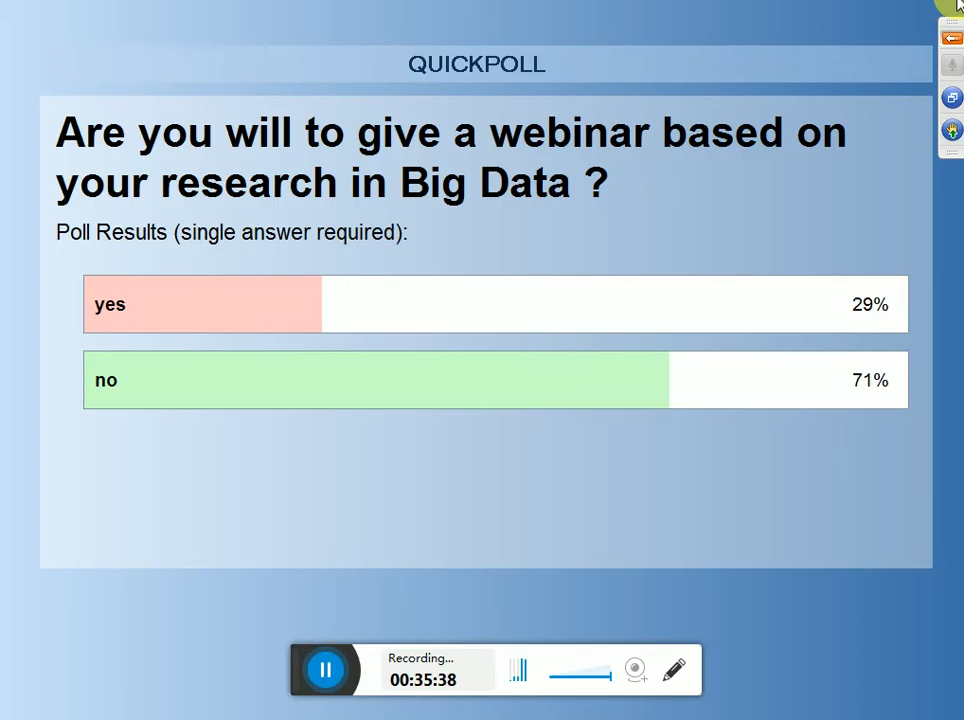 QUICKPOLL
Are you will to give a webinar based on
your research in Big Data ?
Poll Results (single answer required):
yes 29%
no 71%
Recording...
00:35:38